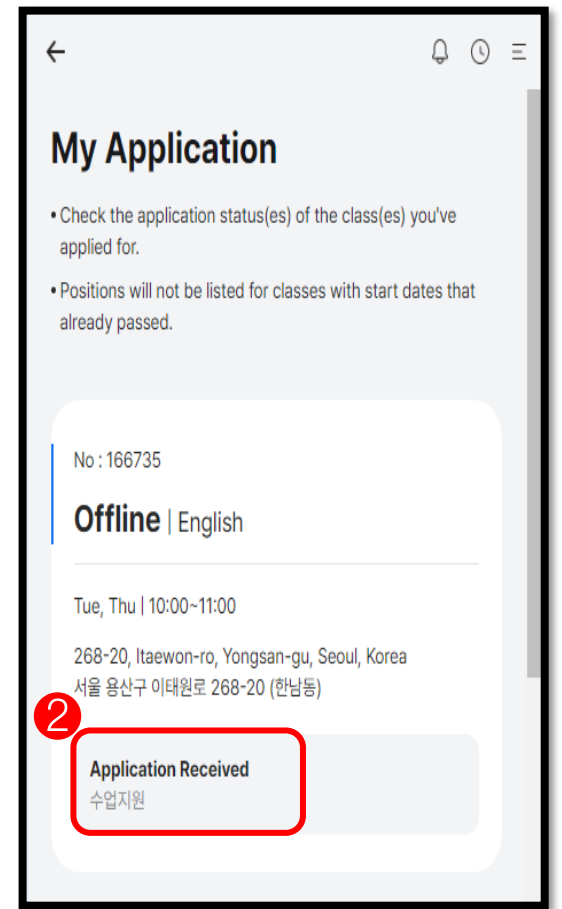 My Application
• Check the application status(es) of the class(es) you've
applied for.
• Positions will not be listed for classes with start dates that
already passed.
No : 166735
Offline | English
Tue, Thu | 10:00~11:00
268-20, Itaewon-ro, Yongsan-gu, Seoul, Korea
서울 용산구 이태원로 268-20 (한남동)
2
Application Received
수업지원